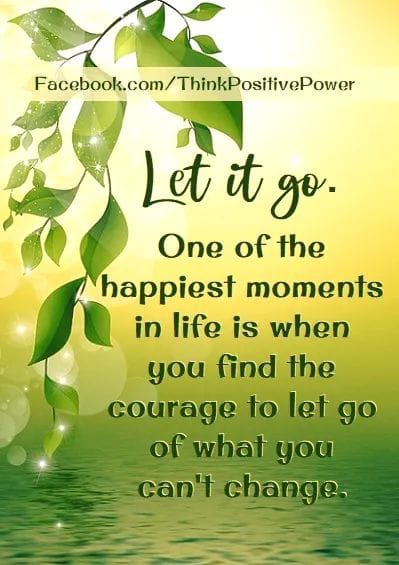 Facebook.com/ThinkPositivePower
Let it go.
One of the
happiest moments
in life is when
you find the
courage to let go
of what you
can't change.